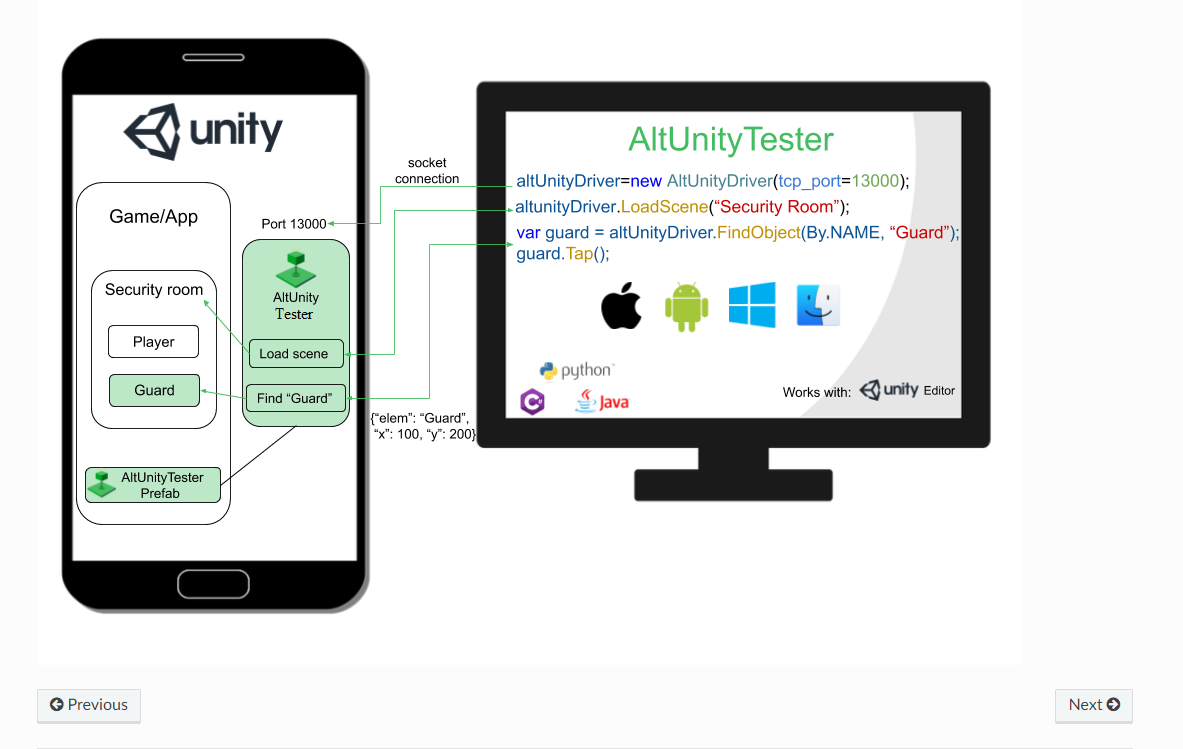 unity
Game/App
Security room
Player
Guard
AltUnityTester
Prefab
Port 13000
AltUnity
Tester
Load scene
Find “Guard”
socket
connection
{“elem”: “Guard”,
“x”: 100, “y”: 200}
AltUnityTester
altUnityDriver=new AltUnityDriver(tcp_port=13000);
altunityDriver.LoadScene(“Security Room”);
var guard = altUnityDriver.FindObject(By.NAME, “Guard”);
guard.Tap();
python
C#
Java
Works with: unity Editor
Previous
Next